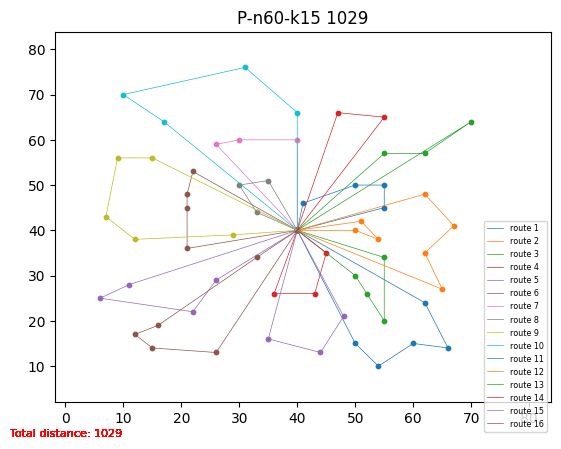 P-n60-k15 1029
80
70
60
50
40
30
20
10
0
10
20
30
40
50
60
70
80
route 1
route 2
route 3
route 4
route 5
route 6
route 7
route 8
route 9
route 10
route 11
route 12
route 13
route 14
route 15
route 16
Total distance: 1029